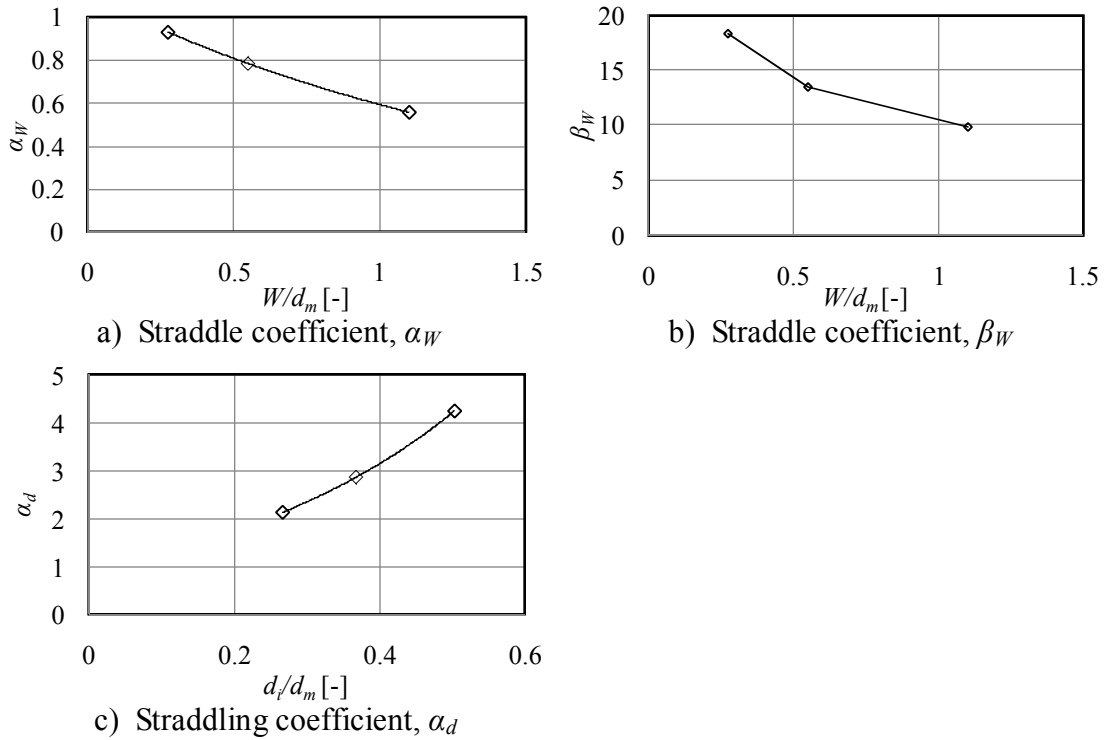 1
0.8
0.6
0.4
0.2
0
α_W
0 0.5 1 1.5
W/d_m [-]
a) Straddle coefficient, α_W
20
15
10
5
0
β_W
0 0.5 1 1.5
W/d_m [-]
b) Straddle coefficient, β_W
5
4
3
2
1
0
α_d
0 0.2 0.4 0.6
d_i/d_m [-]
c) Straddling coefficient, α_d